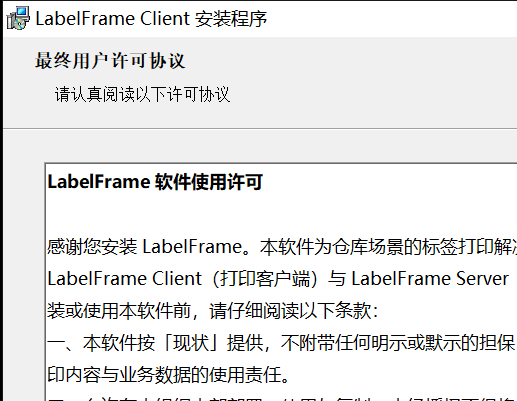 LabelFrame Client 安装程序
最终用户许可协议
请认真阅读以下许可协议
LabelFrame 软件使用许可
感谢您安装 LabelFrame。本软件为仓库场景的标签打印解决
LabelFrame Client（打印客户端）与 LabelFrame Server
装或使用本软件前，请仔细阅读以下条款：
一、本软件按「现状」提供，不附带任何明示或默示的担保
印内容与业务数据的使用责任。